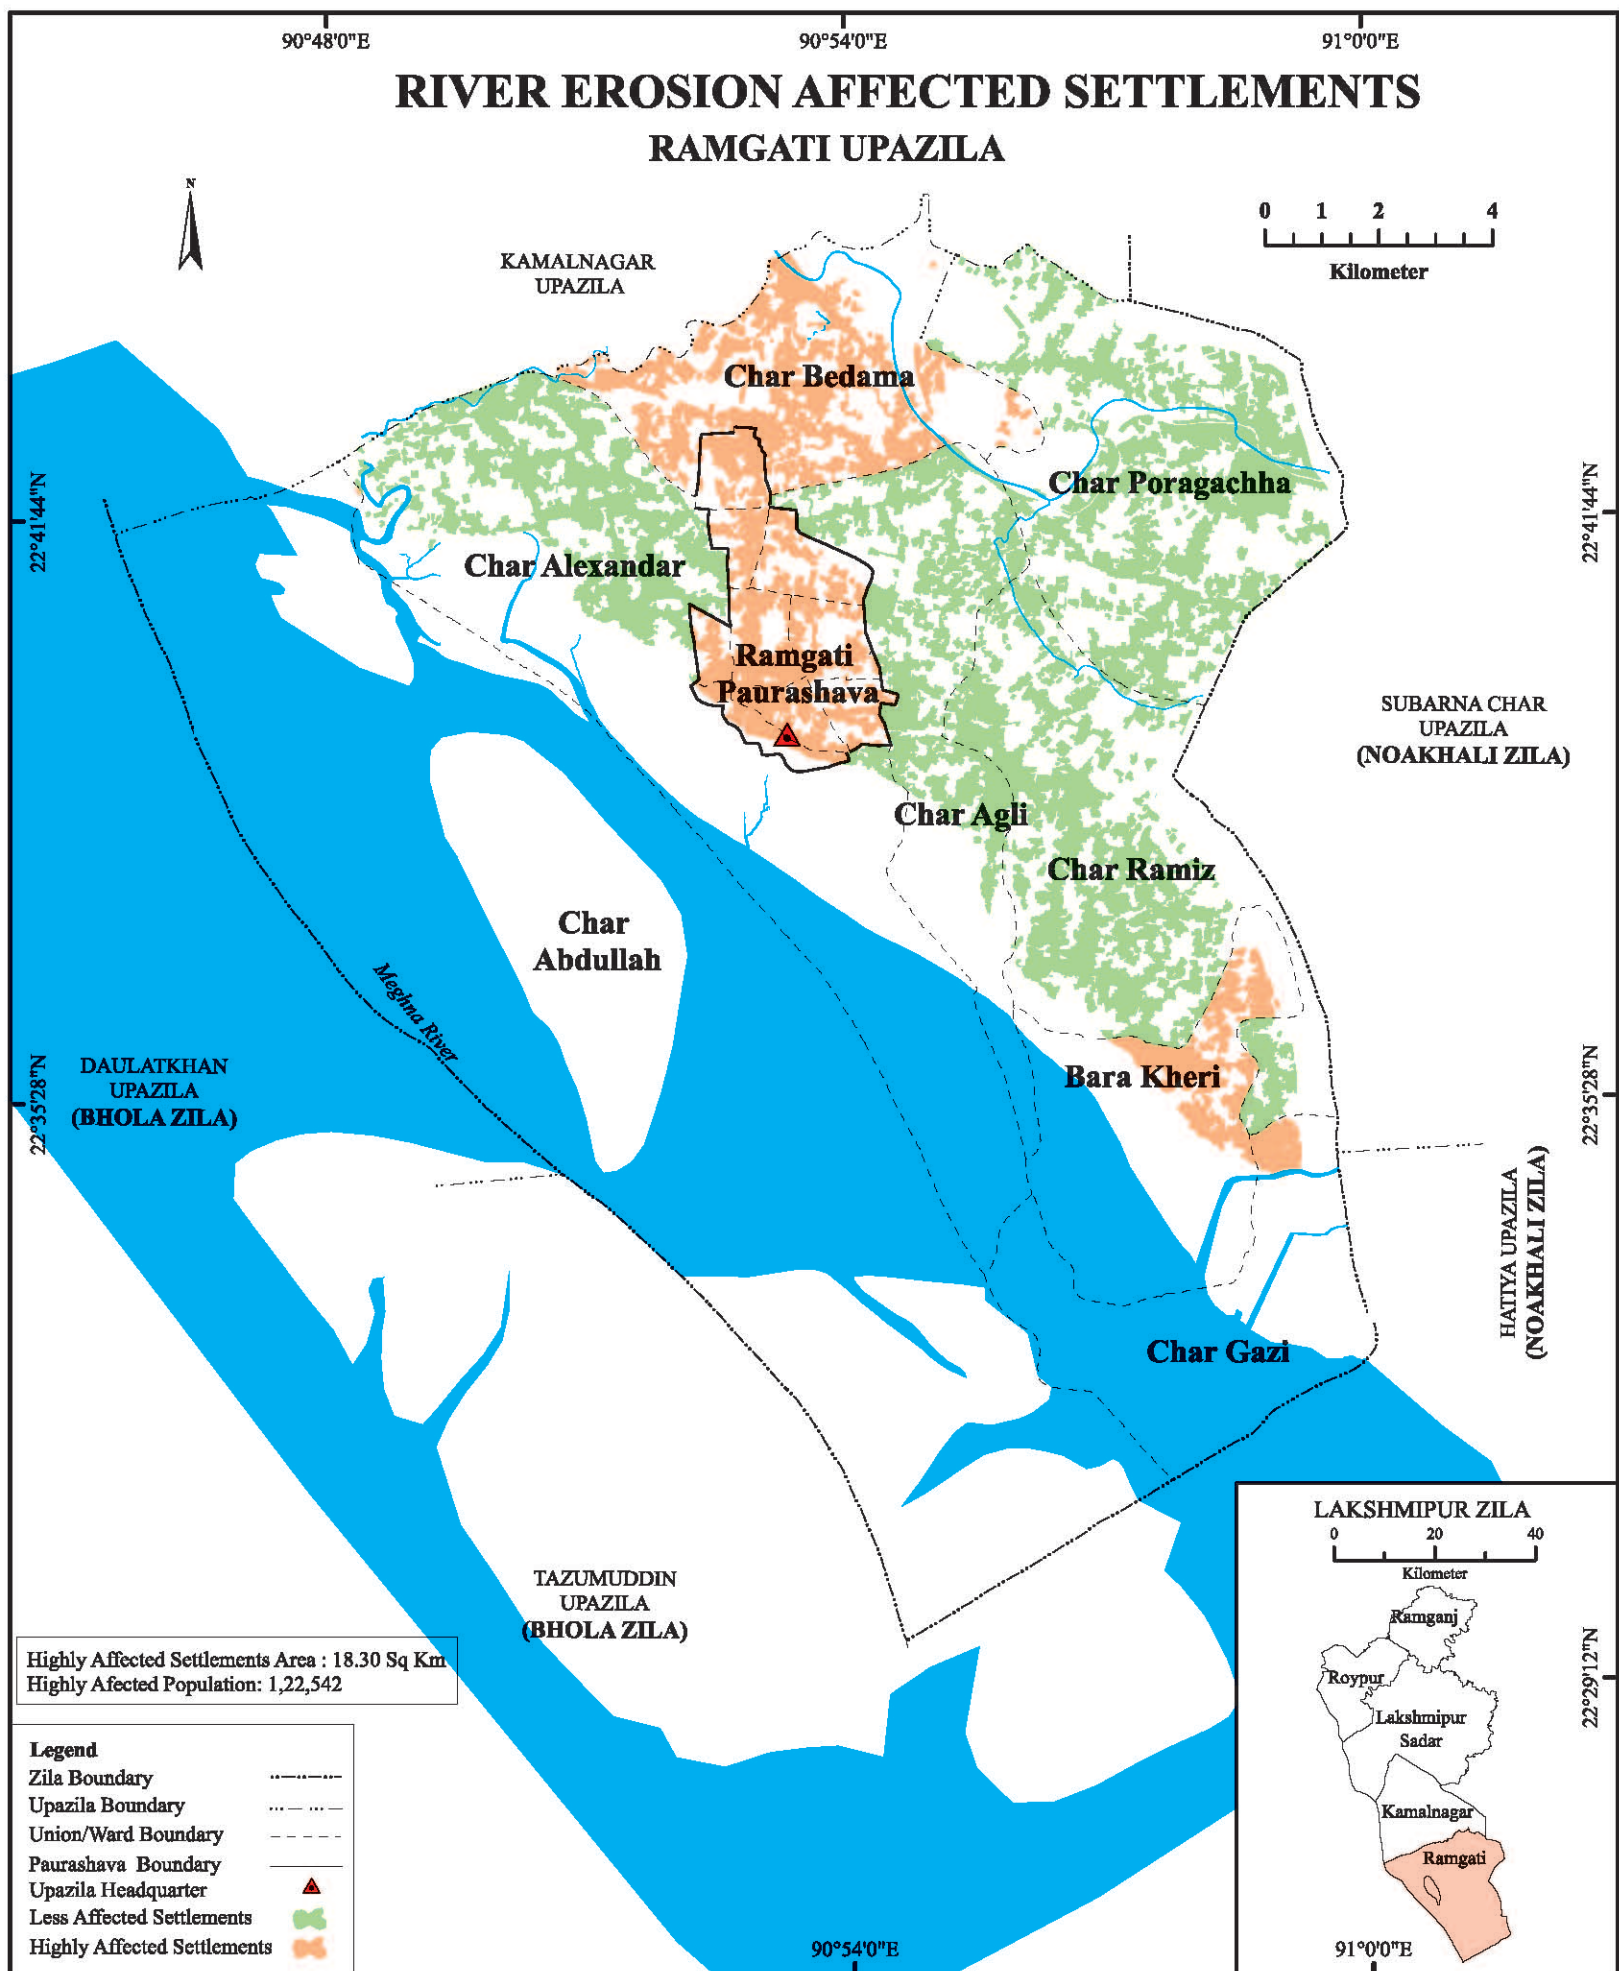 90°48'0"E
90°54'0"E
91°0'0"E
RIVER EROSION AFFECTED SETTLEMENTS
RAMGATI UPAZILA
N
0 1 2 4
Kilometer
KAMALNAGAR
UPAZILA
Char Bedama
Char Poragachha
22°41'44"N
22°41'44"N
Char Alexandar
Ramgati
Paurashava
SUBARNA CHAR
UPAZILA
(NOAKHALI ZILA)
Char Agli
Char Ramiz
Char
Abdullah
Meghna River
DAULATKHAN
UPAZILA
(BHOLA ZILA)
22°35'28"N
22°35'28"N
Bara Kheri
HATIYA UPAZILA
(NOAKHALI ZILA)
Char Gazi
TAZUMUDDIN
UPAZILA
(BHOLA ZILA)
22°29'12"N
Highly Affected Settlements Area : 18.30 Sq Km
Highly Afected Population: 1,22,542
Legend
Zila Boundary
Upazila Boundary
Union/Ward Boundary
Paurashava Boundary
Upazila Headquarter
Less Affected Settlements
Highly Affected Settlements
LAKSHMIPUR ZILA
0 20 40
Kilometer
Ramganj
Roypur
Lakshmipur
Sadar
Kamalnagar
Ramgati
90°54'0"E
91°0'0"E